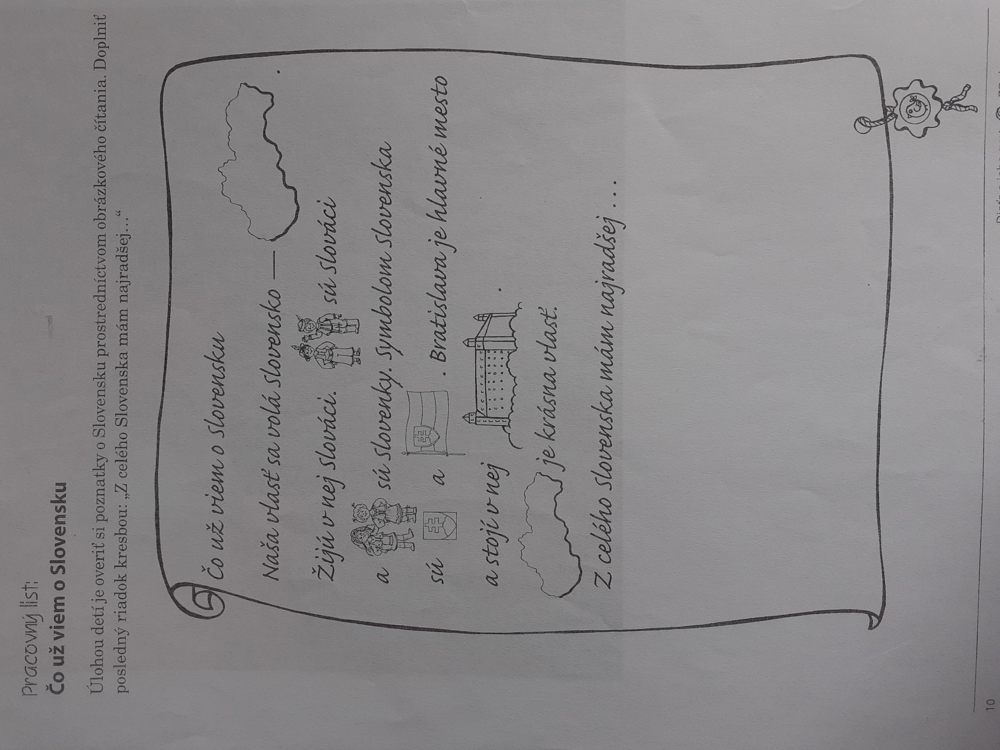 Pracovný list:
Čo už viem o Slovensku
Úlohou detí je overiť si poznatky o Slovensku prostredníctvom obrázkového čítania. Doplniť
posledný riadok kresbou: „Z celého Slovenska mám najradšej...“
Čo už viem o Slovensku
Naša vlasť sa volá Slovensko — .
Žijú v nej Slováci. sú Slováci
a sú Slovenky. Symbolom Slovenska
sú a . Bratislava je hlavné mesto
a stojí v nej .
je krásna vlasť.
Z celého Slovenska mám najradšej ...
10